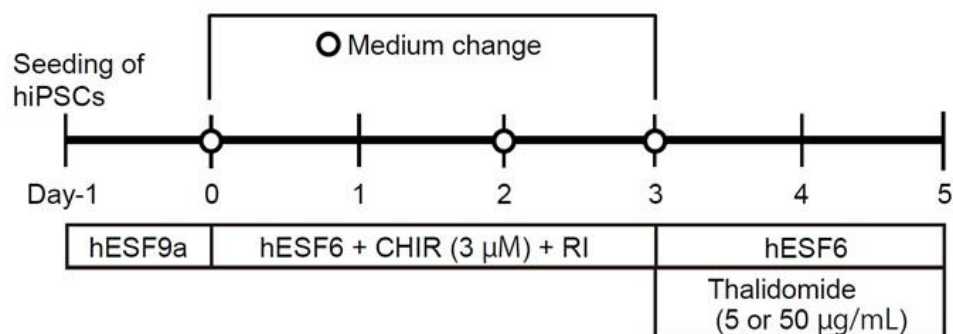 Medium change
Seeding of
hiPSCs
Day-1 0 1 2 3 4 5
hESF9a hESF6 + CHIR (3 μM) + RI hESF6
Thalidomide
(5 or 50 μg/mL)